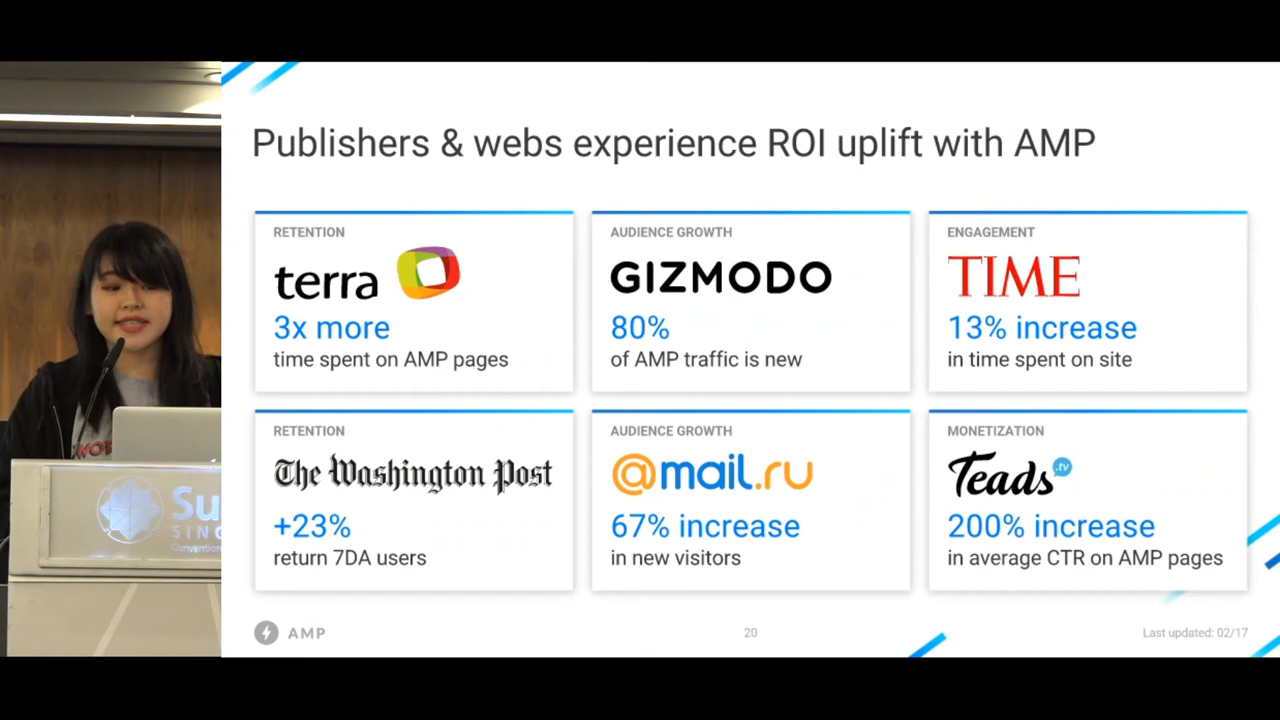 Publishers & webs experience ROI uplift with AMP
RETENTION
terra
3x more
time spent on AMP pages
AUDIENCE GROWTH
GIZMODO
80%
of AMP traffic is new
ENGAGEMENT
TIME
13% increase
in time spent on site
RETENTION
The Washington Post
+23%
return 7DA users
AUDIENCE GROWTH
@mail.ru
67% increase
in new visitors
MONETIZATION
Teads.tv
200% increase
in average CTR on AMP pages
AMP
20
Last updated: 02/17
Su
SING
Convention